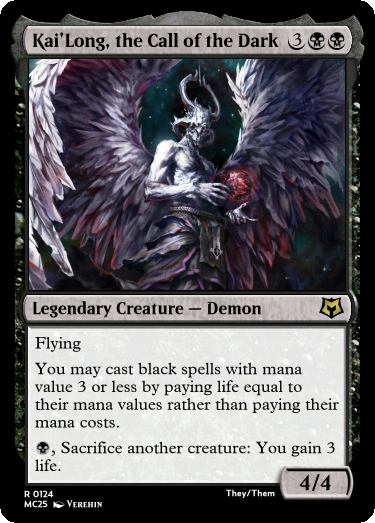 Kai'Long, the Call of the Dark 3
Legendary Creature — Demon
Flying
You may cast black spells with mana
value 3 or less by paying life equal to
their mana values rather than paying their
mana costs.
, Sacrifice another creature: You gain 3
life.
4/4
R 0124
MC25 Verehin
They/Them